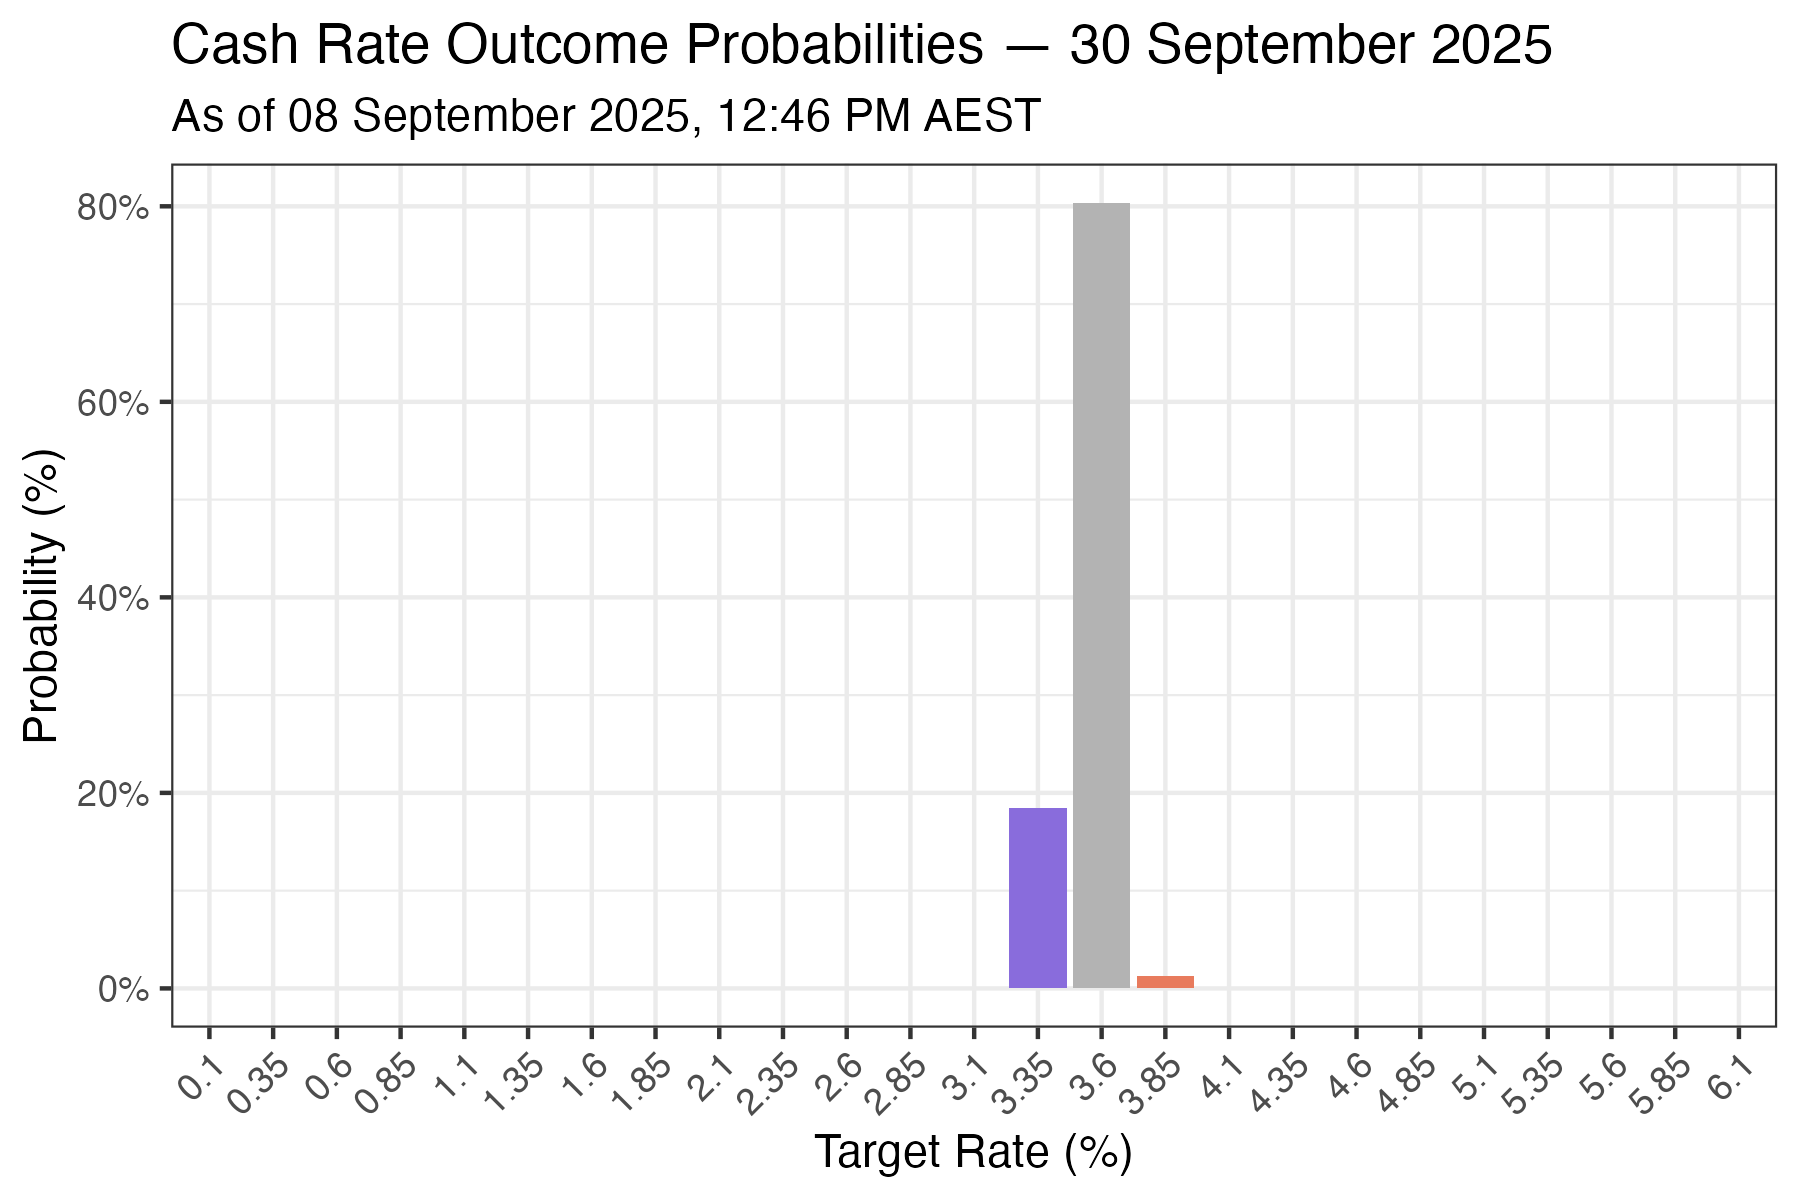 Cash Rate Outcome Probabilities — 30 September 2025
As of 08 September 2025, 12:46 PM AEST
Probability (%)
80%
60%
40%
20%
0%
0.1 0.35 0.6 0.85 1.1 1.35 1.6 1.85 2.1 2.35 2.6 2.85 3.1 3.35 3.6 3.85 4.1 4.35 4.6 4.85 5.1 5.35 5.6 5.85 6.1
Target Rate (%)